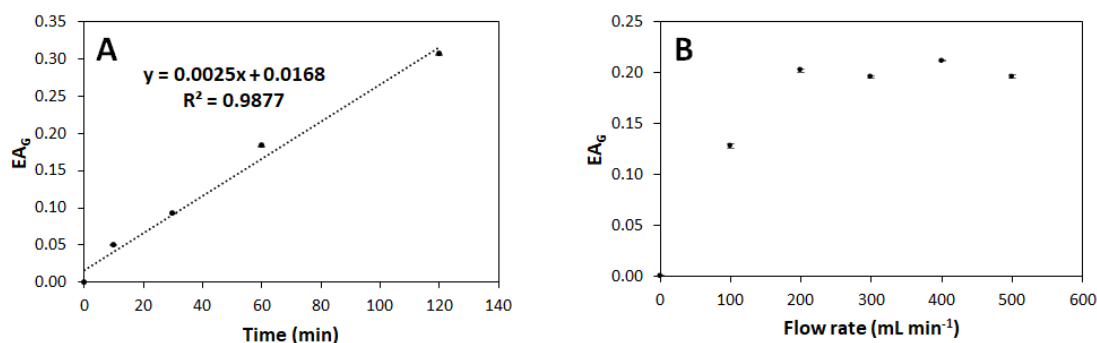 A
y = 0.0025x + 0.0168
R² = 0.9877
EA_G
0.35
0.30
0.25
0.20
0.15
0.10
0.05
0.00
0 20 40 60 80 100 120 140
Time (min)
B
EA_G
0.25
0.20
0.15
0.10
0.05
0.00
0 100 200 300 400 500 600
Flow rate (mL min⁻¹)